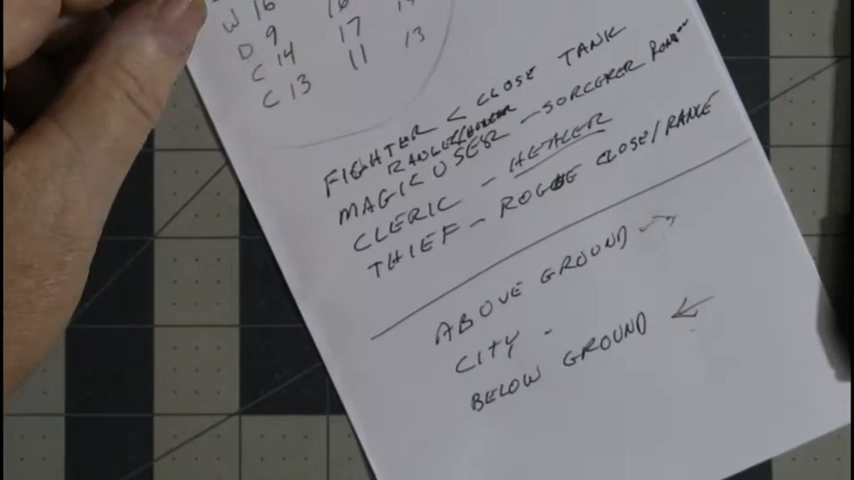 W 16 16
D 9 17
C 14 11 13
C 13
FIGHTER < CLOSE TANK
RANGE/
MAGIC USER - SORCERER
CLERIC - HEALER
THIEF - ROGUE CLOSE/RANGE
ABOVE GROUND
CITY -
BELOW GROUND ←